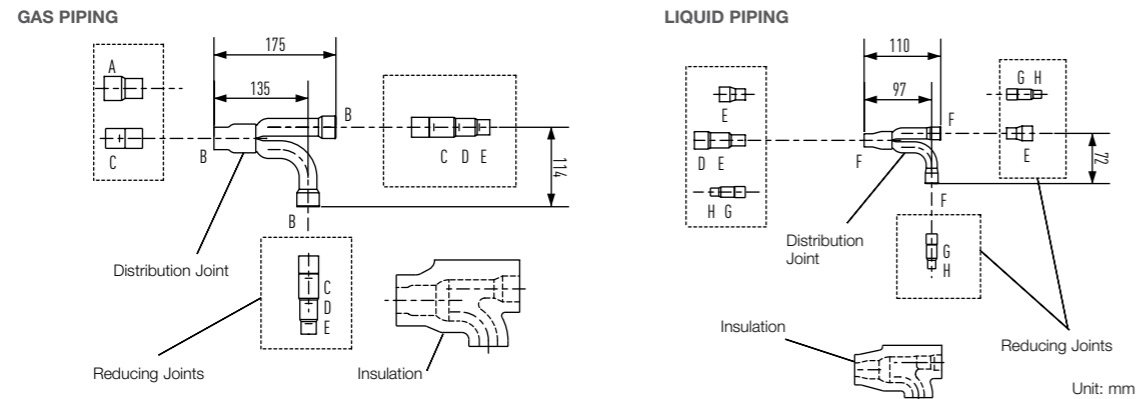 GAS PIPING
175
135
A
C
B
B
C D E
114
B
Distribution Joint
C
D
E
Reducing Joints
Insulation
LIQUID PIPING
110
97
E
D E
H G
F
F
G H
E
72
F
Distribution
Joint
G
H
Insulation
Reducing Joints
Unit: mm